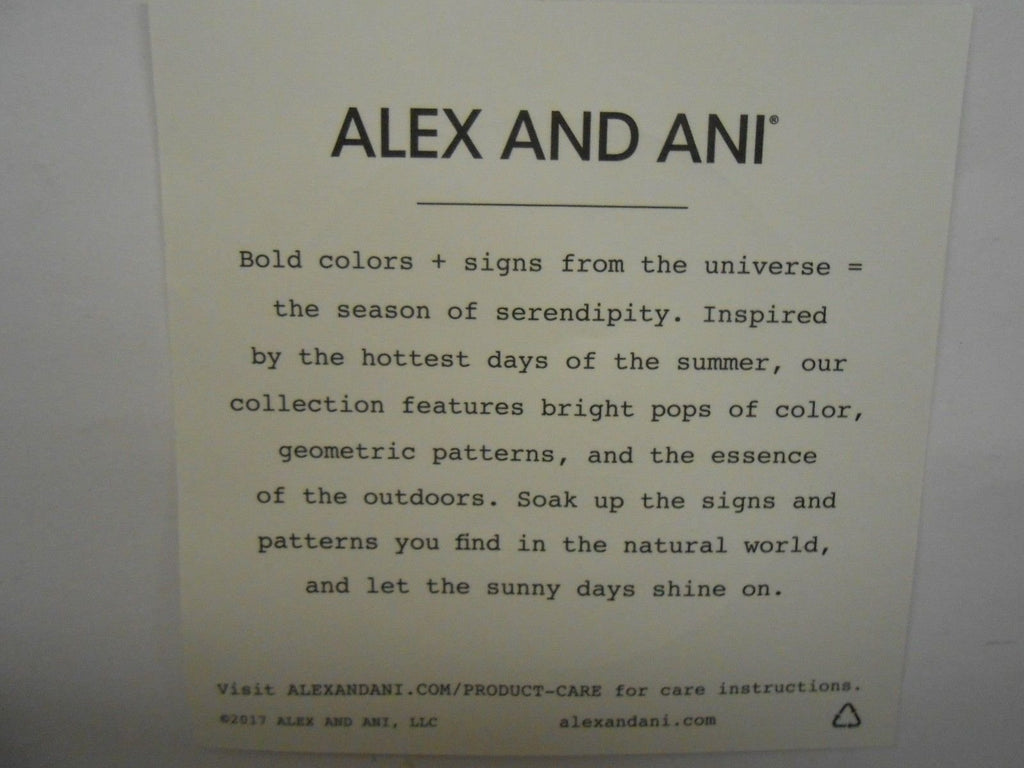 ALEX AND ANI®
Bold colors + signs from the universe =
the season of serendipity. Inspired
by the hottest days of the summer, our
collection features bright pops of color,
geometric patterns, and the essence
of the outdoors. Soak up the signs and
patterns you find in the natural world,
and let the sunny days shine on.
Visit ALEXANDANI.COM/PRODUCT-CARE for care instructions.
©2017 ALEX AND ANI, LLC alexandani.com